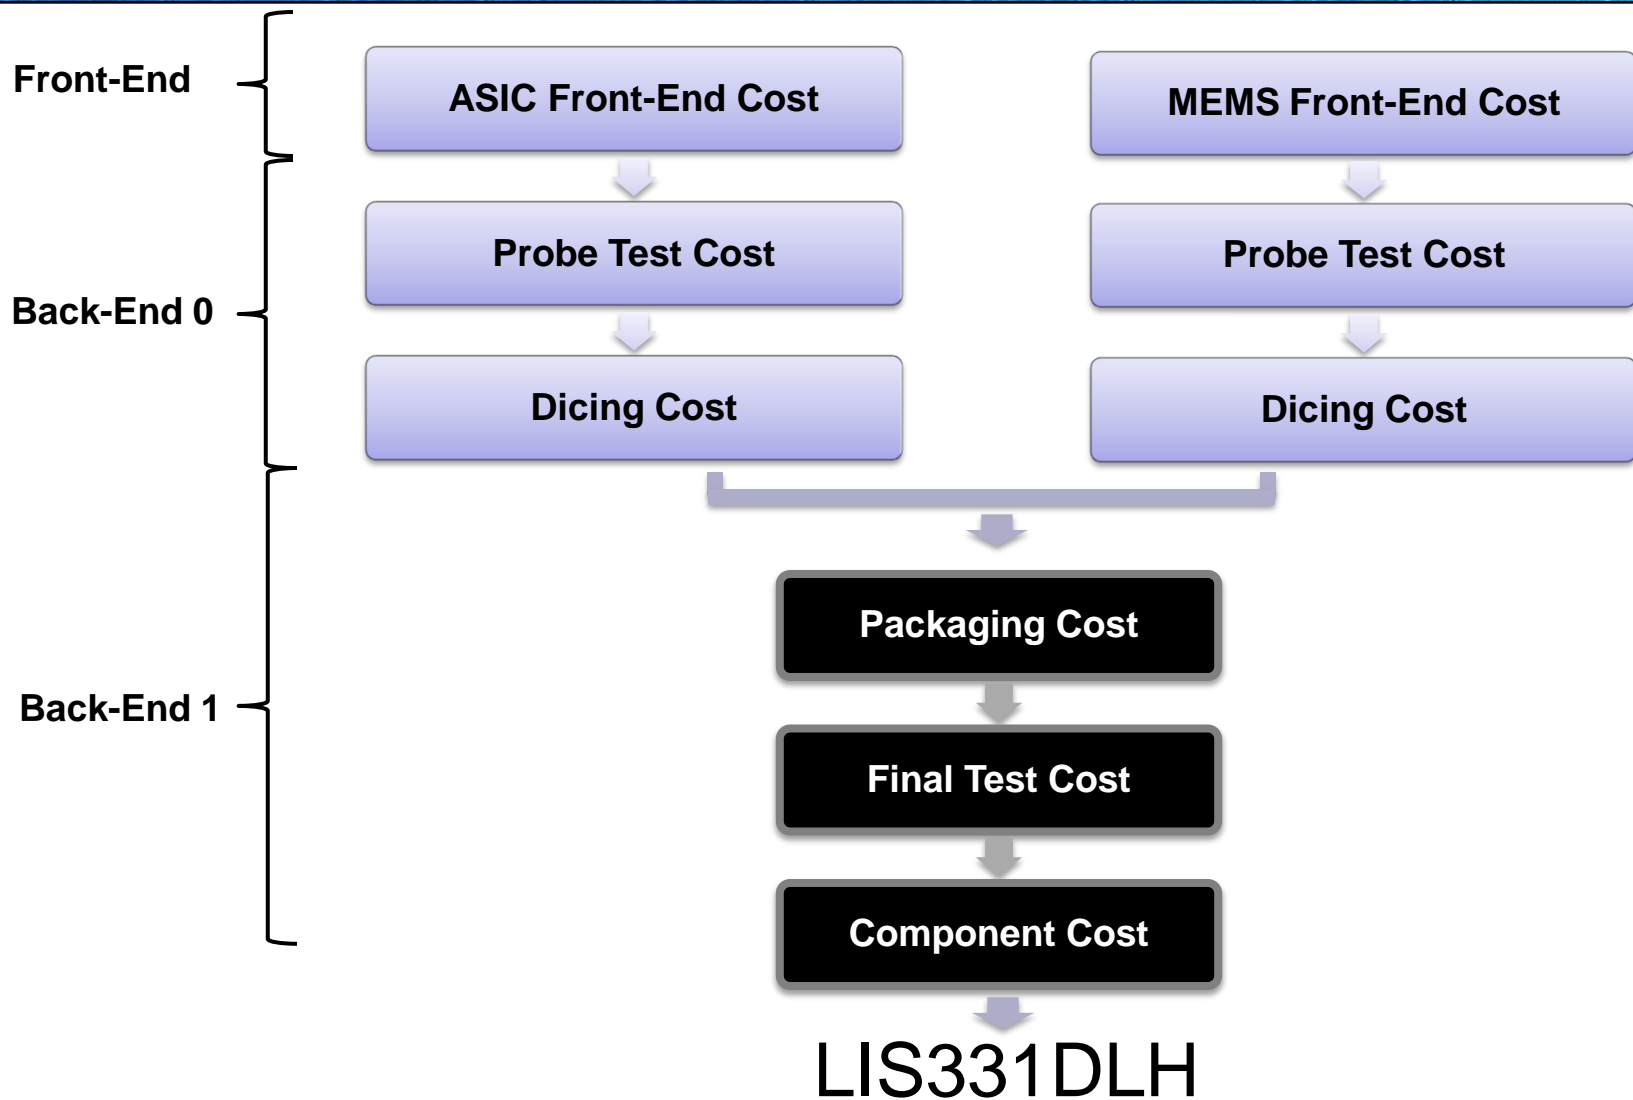 Front-End
ASIC Front-End Cost
MEMS Front-End Cost
Probe Test Cost
Probe Test Cost
Back-End 0
Dicing Cost
Dicing Cost
Packaging Cost
Back-End 1
Final Test Cost
Component Cost
LIS331DLH